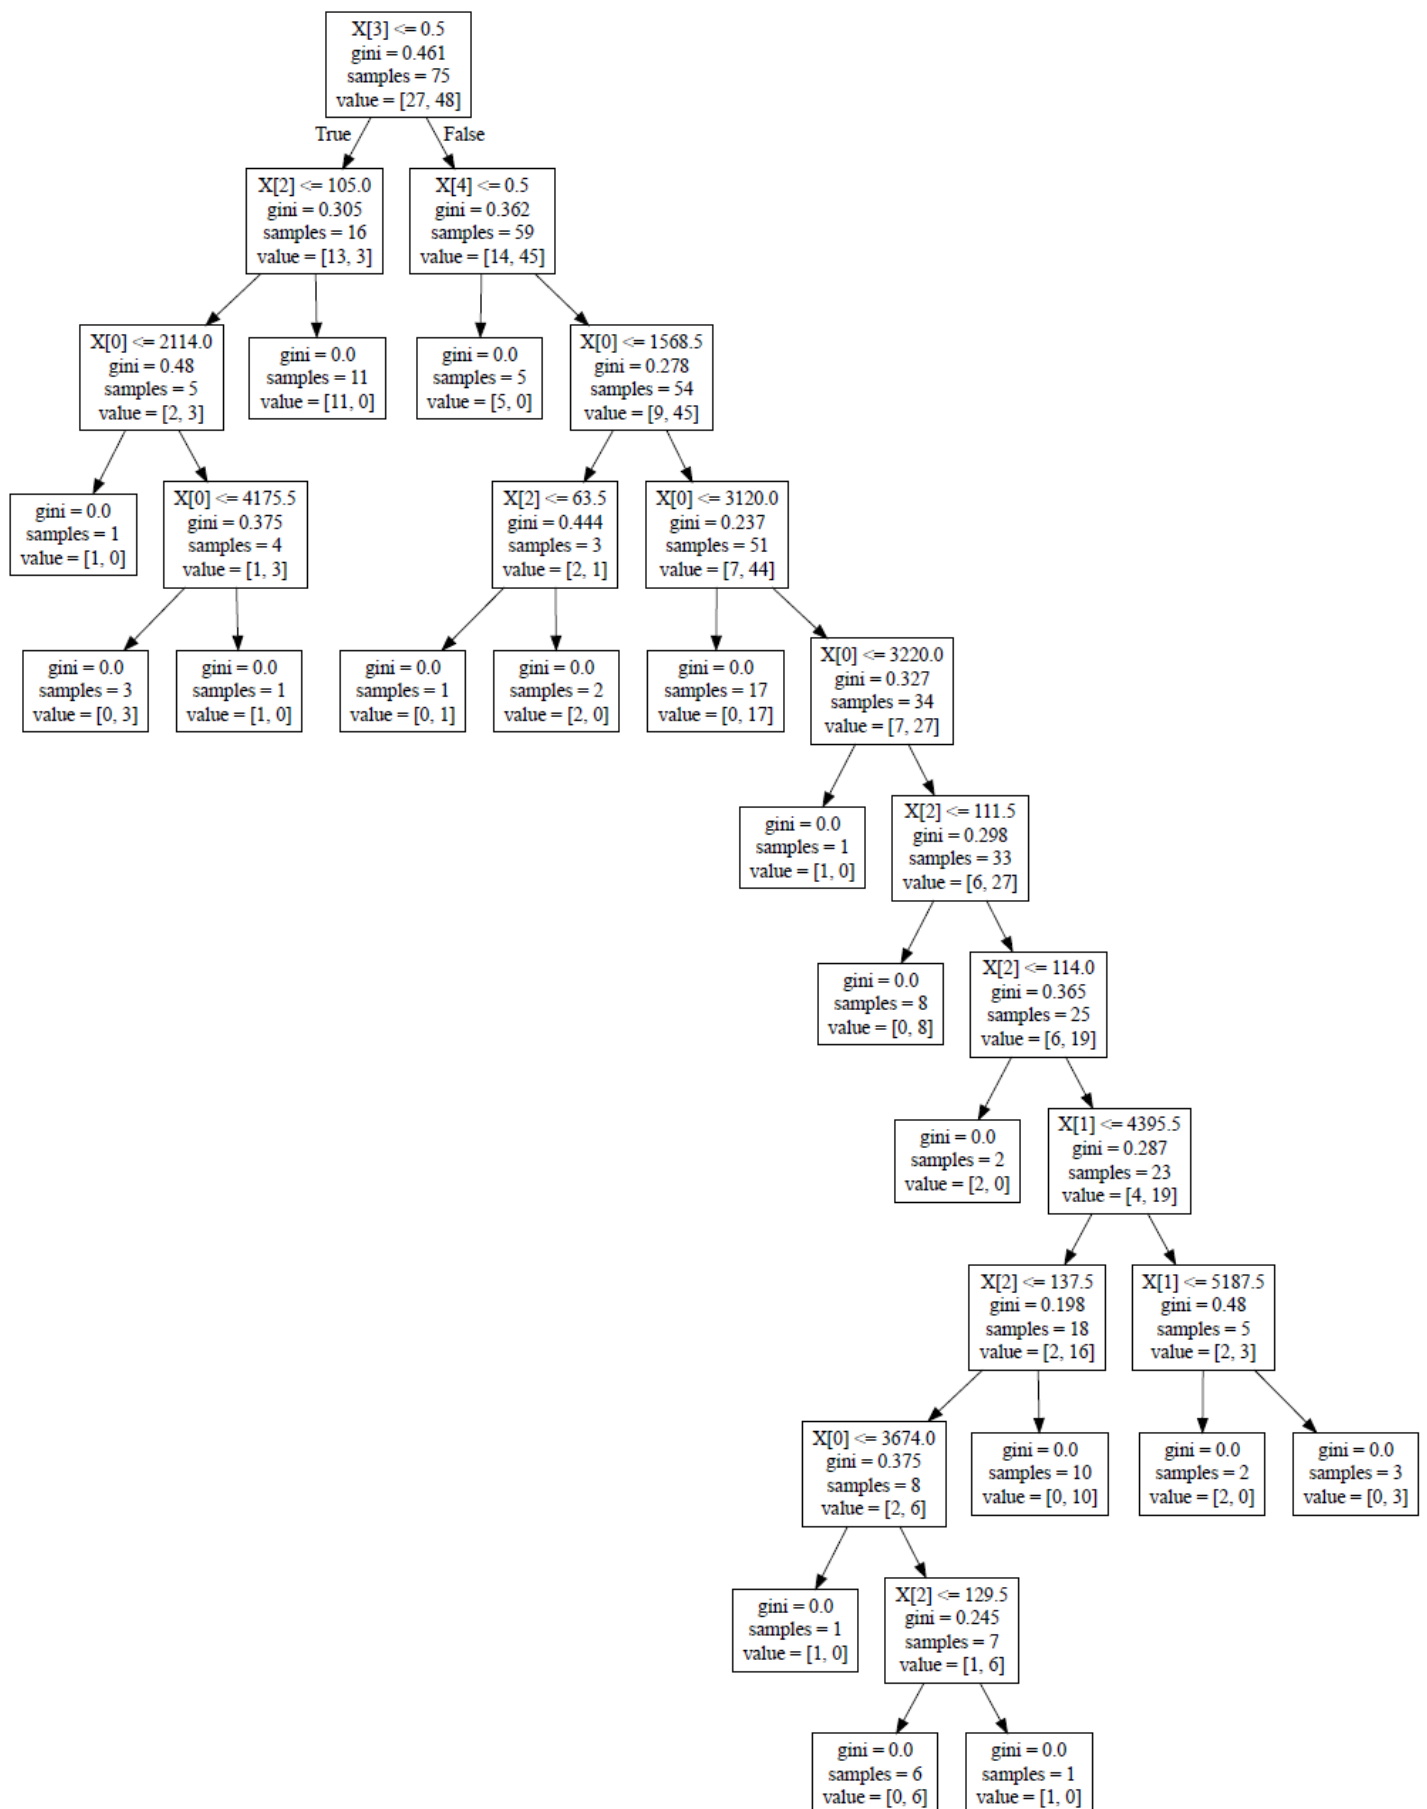 X[3] <= 0.5
gini = 0.461
samples = 75
value = [27, 48]
True
False
X[2] <= 105.0
gini = 0.305
samples = 16
value = [13, 3]
X[4] <= 0.5
gini = 0.362
samples = 59
value = [14, 45]
X[0] <= 2114.0
gini = 0.48
samples = 5
value = [2, 3]
gini = 0.0
samples = 11
value = [11, 0]
gini = 0.0
samples = 5
value = [5, 0]
X[0] <= 1568.5
gini = 0.278
samples = 54
value = [9, 45]
gini = 0.0
samples = 1
value = [1, 0]
X[0] <= 4175.5
gini = 0.375
samples = 4
value = [1, 3]
X[2] <= 63.5
gini = 0.444
samples = 3
value = [2, 1]
X[0] <= 3120.0
gini = 0.237
samples = 51
value = [7, 44]
gini = 0.0
samples = 3
value = [0, 3]
gini = 0.0
samples = 1
value = [1, 0]
gini = 0.0
samples = 1
value = [0, 1]
gini = 0.0
samples = 2
value = [2, 0]
gini = 0.0
samples = 17
value = [0, 17]
X[0] <= 3220.0
gini = 0.327
samples = 34
value = [7, 27]
gini = 0.0
samples = 1
value = [1, 0]
X[2] <= 111.5
gini = 0.298
samples = 33
value = [6, 27]
gini = 0.0
samples = 8
value = [0, 8]
X[2] <= 114.0
gini = 0.365
samples = 25
value = [6, 19]
gini = 0.0
samples = 2
value = [2, 0]
X[1] <= 4395.5
gini = 0.287
samples = 23
value = [4, 19]
X[2] <= 137.5
gini = 0.198
samples = 18
value = [2, 16]
X[1] <= 5187.5
gini = 0.48
samples = 5
value = [2, 3]
X[0] <= 3674.0
gini = 0.375
samples = 8
value = [2, 6]
gini = 0.0
samples = 10
value = [0, 10]
gini = 0.0
samples = 2
value = [2, 0]
gini = 0.0
samples = 3
value = [0, 3]
gini = 0.0
samples = 1
value = [1, 0]
X[2] <= 129.5
gini = 0.245
samples = 7
value = [1, 6]
gini = 0.0
samples = 6
value = [0, 6]
gini = 0.0
samples = 1
value = [1, 0]